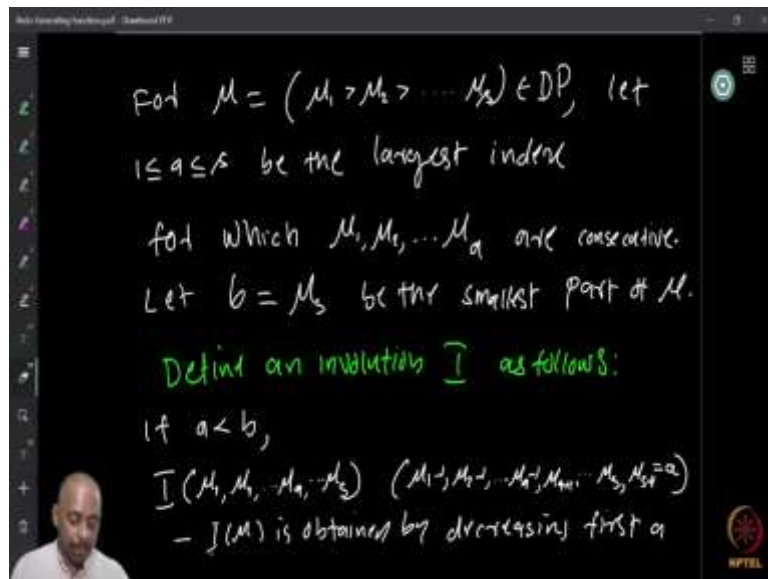 For μ = (μ₁ > μ₂ > ... μₛ) ∈ DP, let
1 ≤ a ≤ s be the largest index
for which μ₁, μ₂, ... μₐ are consecutive.
Let b = μₛ be the smallest part of μ.
Define an involution I as follows:
if a < b,
I(μ₁, μ₂, ..μₐ, ..μₛ) (μ₁-1, μ₂-1, ..μₐ-1, μₐ₊₁, ... μₛ, μₛ₊₁=a)
- I(μ) is obtained by decreasing first a
NPTEL